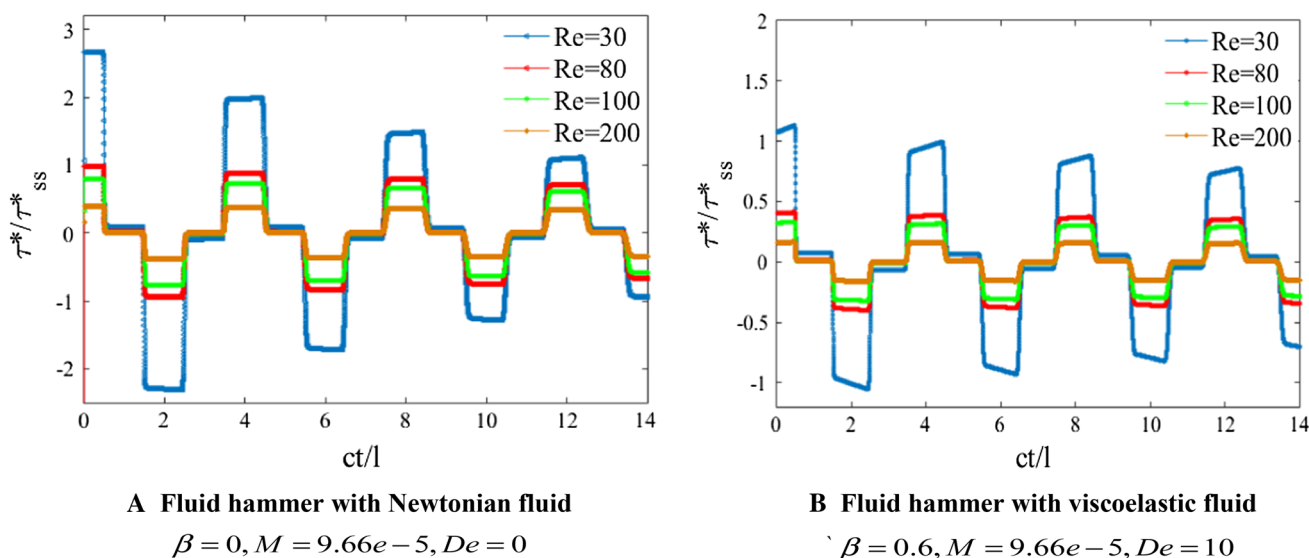 3
2
1
0
-1
-2
0
2
4
6
8
10
12
14
τ*/τ*ss
ct/l
Re=30
Re=80
Re=100
Re=200
A Fluid hammer with Newtonian fluid
β = 0, M = 9.66e − 5, De = 0
2
1.5
1
0.5
0
-0.5
-1
0
2
4
6
8
10
12
14
τ*/τ*ss
ct/l
Re=30
Re=80
Re=100
Re=200
B Fluid hammer with viscoelastic fluid
` β = 0.6, M = 9.66e − 5, De = 10